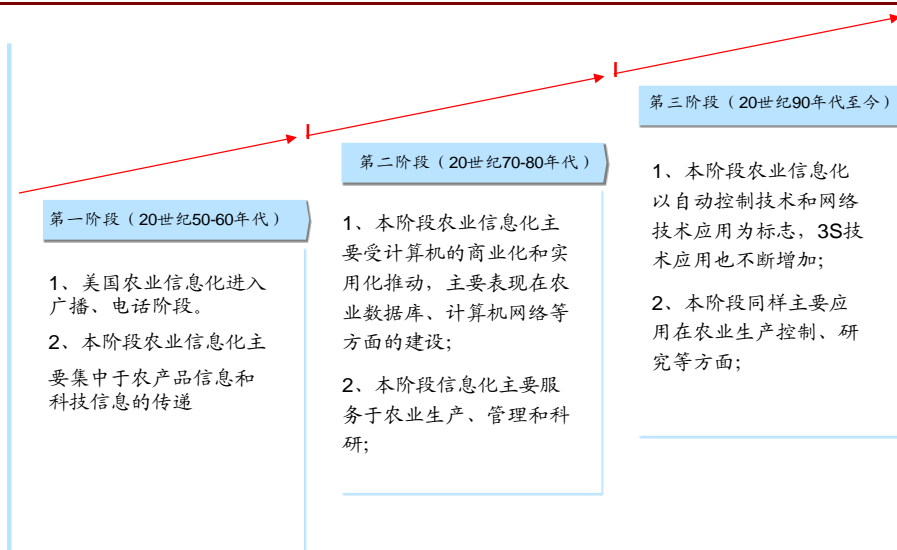 第一阶段（20世纪50-60年代）
1、美国农业信息化进入
广播、电话阶段。
2、本阶段农业信息化主
要集中于农产品信息和
科技信息的传递
第二阶段（20世纪70-80年代）
1、本阶段农业信息化主
要受计算机的商业化和实
用化推动，主要表现在农
业数据库、计算机网络等
方面的建设；
2、本阶段信息化主要服
务于农业生产、管理和科
研；
第三阶段（20世纪90年代至今）
1、本阶段农业信息化
以自动控制技术和网络
技术应用为标志，3S技
术应用也不断增加；
2、本阶段同样主要应
用在农业生产控制、研
究等方面；